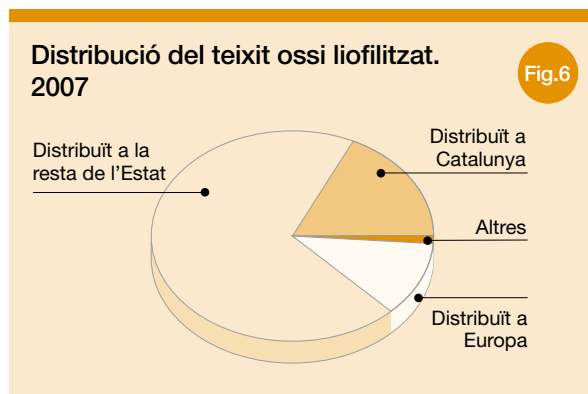 Distribució del teixit ossi liofilitzat.
2007
Fig.6
Distribuït a la
resta de l’Estat
Distribuït a
Catalunya
Altres
Distribuït a
Europa